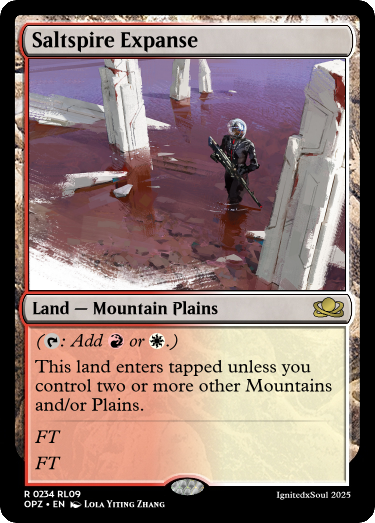 Saltspire Expanse
Land — Mountain Plains
(T: Add R or W.)
This land enters tapped unless you
control two or more other Mountains
and/or Plains.
FT
FT
R 0234 RL09
OPZ • EN Lola Yiting Zhang
IgnitedxSoul 2025